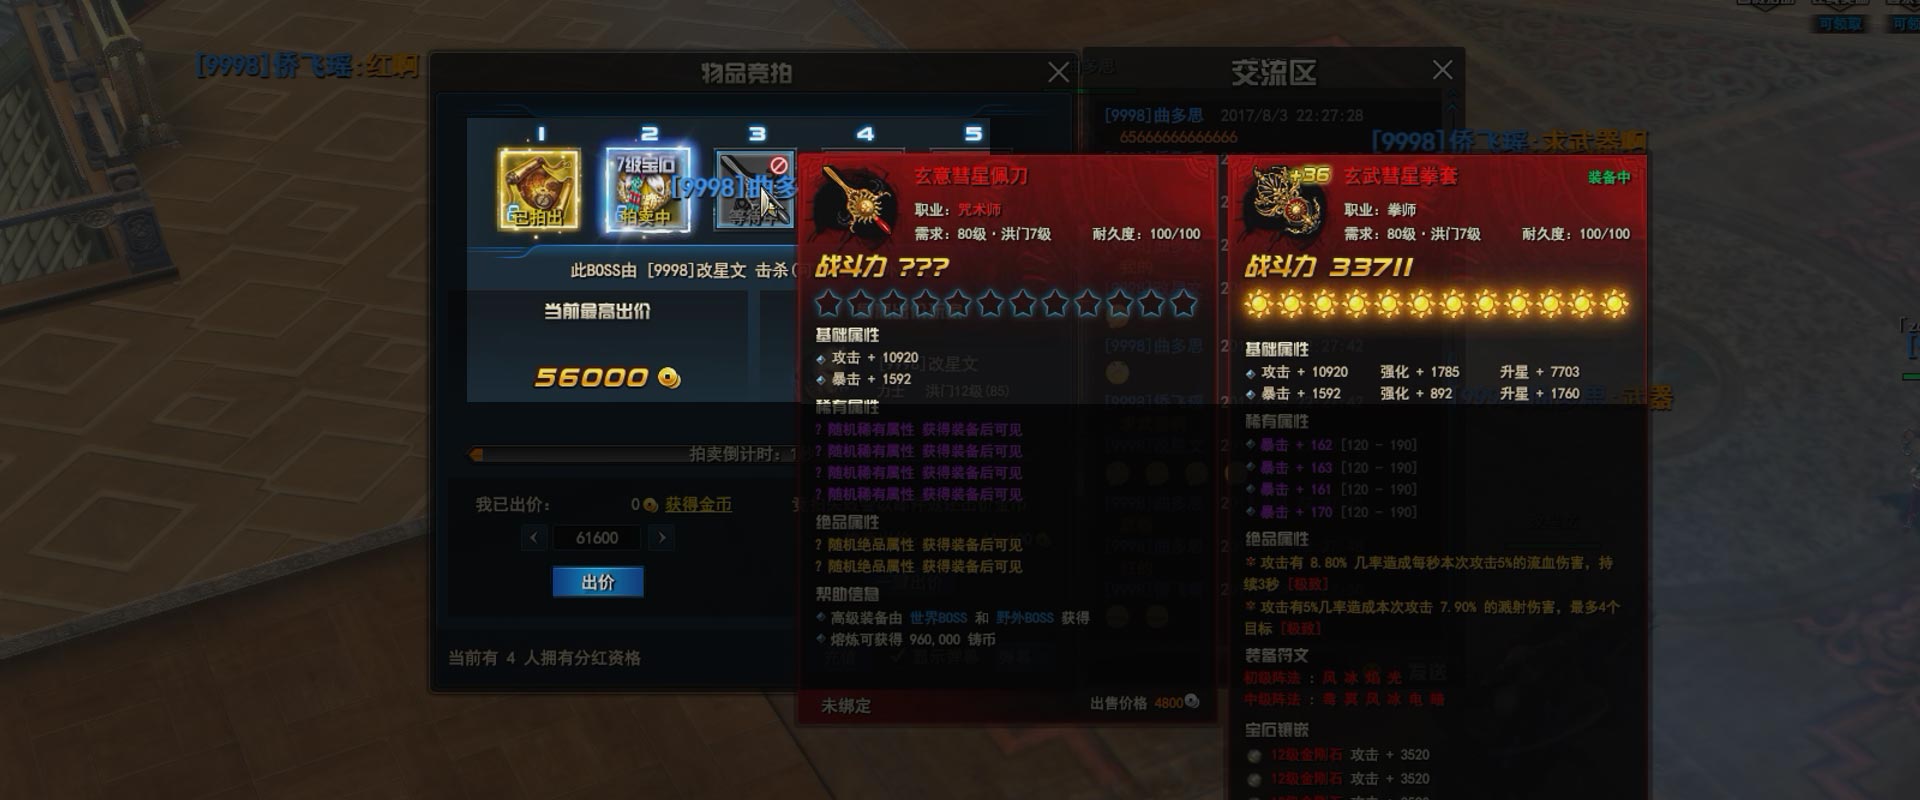 可领取
[9998]侨飞瑶:红啊
物品竞拍
1 2 3 4 5
7级宝石
已拍出
拍卖中
[9998]曲多
此BOSS由 [9998]改星文 击杀
当前最高出价
56000
拍卖倒计时:
我已出价: 0 获得金币
61600
出价
当前有 4 人拥有分红资格
玄意彗星佩刀
职业: 咒术师
需求: 80级·洪门7级 耐久度: 100/100
战斗力 ???
基础属性
攻击 + 10920
暴击 + 1592
稀有属性
? 随机稀有属性 获得装备后可见
? 随机稀有属性 获得装备后可见
? 随机稀有属性 获得装备后可见
? 随机稀有属性 获得装备后可见
绝品属性
? 随机绝品属性 获得装备后可见
? 随机绝品属性 获得装备后可见
帮助信息
高级装备由 世界BOSS 和 野外BOSS 获得
熔炼可获得 960,000 铸币
未绑定 出售价格 4800
交流区
[9998]曲多思 2017/8/3 22:27:28
65666666666666
[9998]侨飞瑶:求武器啊
+36
玄武彗星拳套 装备中
职业: 拳师
需求: 80级·洪门7级 耐久度: 100/100
战斗力 33711
基础属性
攻击 + 10920 强化 + 1785 升星 + 7703
暴击 + 1592 强化 + 892 升星 + 1760
稀有属性
暴击 + 162 [120 - 190]
暴击 + 163 [120 - 190]
暴击 + 161 [120 - 190]
暴击 + 170 [120 - 190]
绝品属性
攻击有 8.80% 几率造成每秒本次攻击5%的流血伤害，持
续3秒 [极致]
攻击有5%几率造成本次攻击 7.90% 的溅射伤害，最多4个
目标 [极致]
装备符文
初级阵法 : 风 冰 焰 光
中级阵法 : 毒 冥 风 冰 电 暗
发送
宝石镶嵌
12级金刚石 攻击 + 3520
12级金刚石 攻击 + 3520